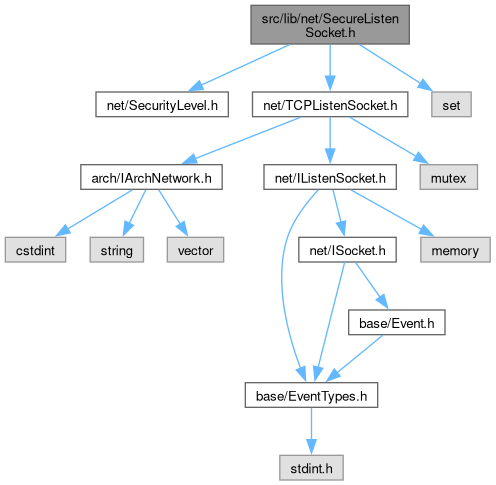 src/lib/net/SecureListen
Socket.h
net/SecurityLevel.h
net/TCPListenSocket.h
set
arch/IArchNetwork.h
net/IListenSocket.h
mutex
cstdint
string
vector
net/ISocket.h
memory
base/Event.h
base/EventTypes.h
stdint.h